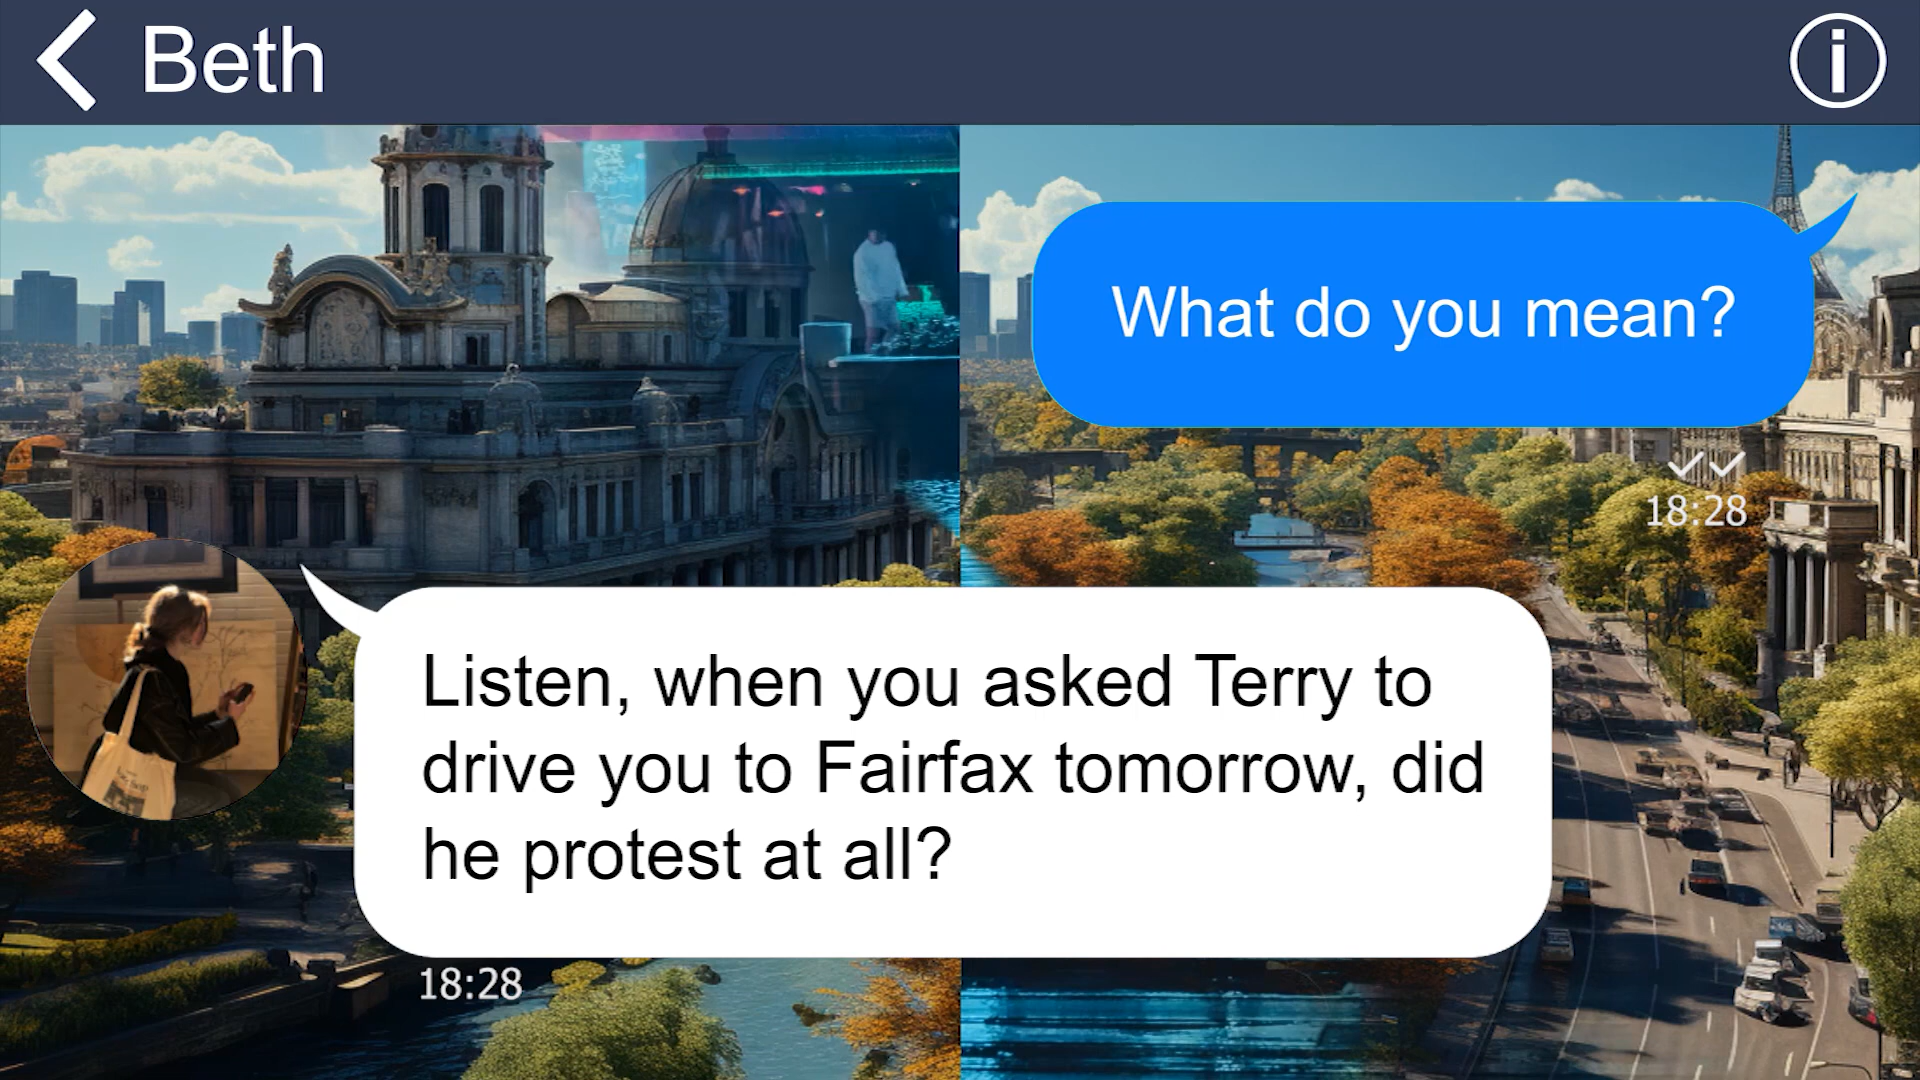 Beth
What do you mean?
18:28
Listen, when you asked Terry to
drive you to Fairfax tomorrow, did
he protest at all?
18:28